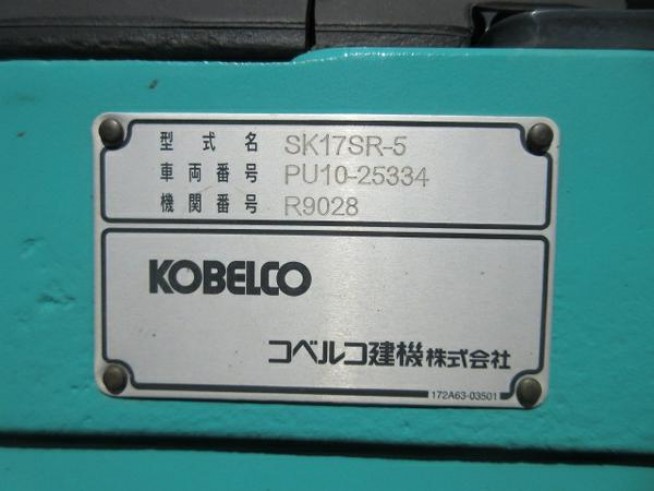 型式名 SK17SR-5
車両番号 PU10-25334
機関番号 R9028
KOBELCO
コベルコ建機株式会社
172A63-03501